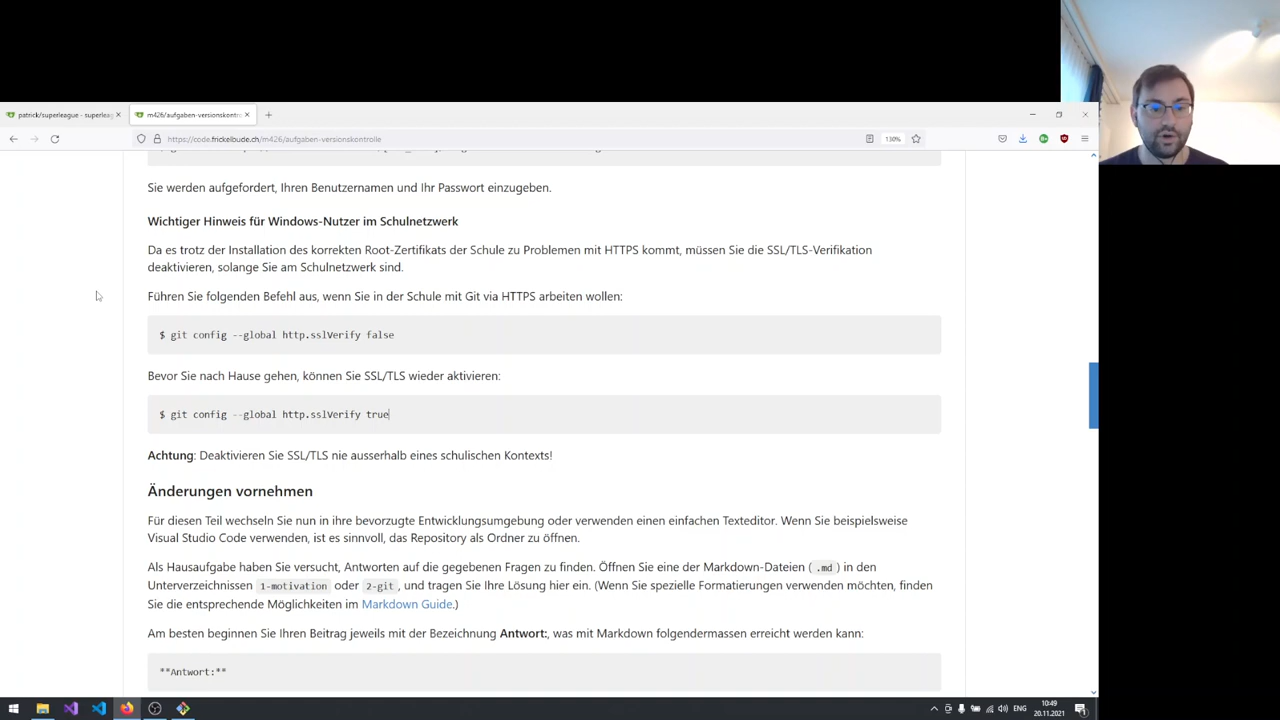 patrick/superleague - superleag
m426/aufgaben-versionskontro
https://code.frickelbude.ch/m426/aufgaben-versionskontrolle
130%
Sie werden aufgefordert, Ihren Benutzernamen und Ihr Passwort einzugeben.
Wichtiger Hinweis für Windows-Nutzer im Schulnetzwerk
Da es trotz der Installation des korrekten Root-Zertifikats der Schule zu Problemen mit HTTPS kommt, müssen Sie die SSL/TLS-Verifikation
deaktivieren, solange Sie am Schulnetzwerk sind.
Führen Sie folgenden Befehl aus, wenn Sie in der Schule mit Git via HTTPS arbeiten wollen:
$ git config --global http.sslVerify false
Bevor Sie nach Hause gehen, können Sie SSL/TLS wieder aktivieren:
$ git config --global http.sslVerify true
Achtung: Deaktivieren Sie SSL/TLS nie ausserhalb eines schulischen Kontexts!
Änderungen vornehmen
Für diesen Teil wechseln Sie nun in ihre bevorzugte Entwicklungsumgebung oder verwenden einen einfachen Texteditor. Wenn Sie beispielsweise
Visual Studio Code verwenden, ist es sinnvoll, das Repository als Ordner zu öffnen.
Als Hausaufgabe haben Sie versucht, Antworten auf die gegebenen Fragen zu finden. Öffnen Sie eine der Markdown-Dateien ( .md ) in den
Unterverzeichnissen 1-motivation oder 2-git , und tragen Sie Ihre Lösung hier ein. (Wenn Sie spezielle Formatierungen verwenden möchten, finden
Sie die entsprechende Möglichkeiten im Markdown Guide.)
Am besten beginnen Sie Ihren Beitrag jeweils mit der Bezeichnung Antwort:, was mit Markdown folgendermassen erreicht werden kann:
**Antwort:**
ENG
10:49
20.11.2021